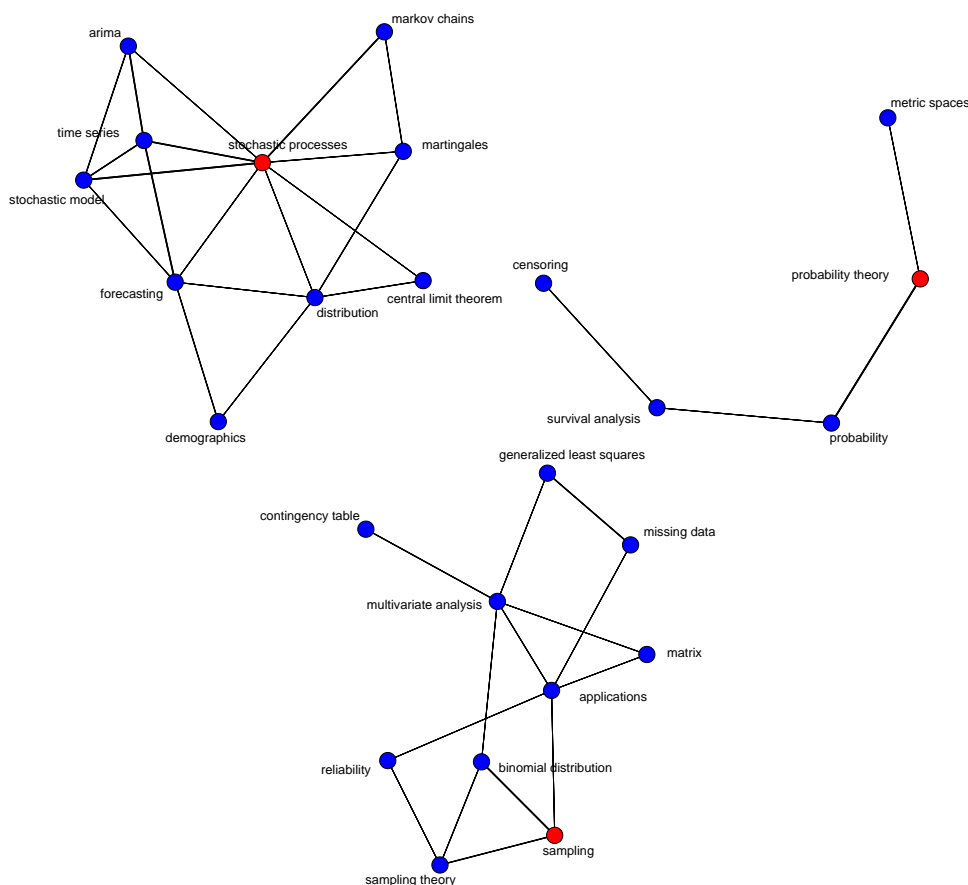 markov chains
arima
metric spaces
time series
stochastic processes
martingales
stochastic model
censoring
probability theory
forecasting
central limit theorem
distribution
survival analysis
demographics
probability
generalized least squares
contingency table
missing data
multivariate analysis
matrix
applications
reliability
binomial distribution
sampling
sampling theory